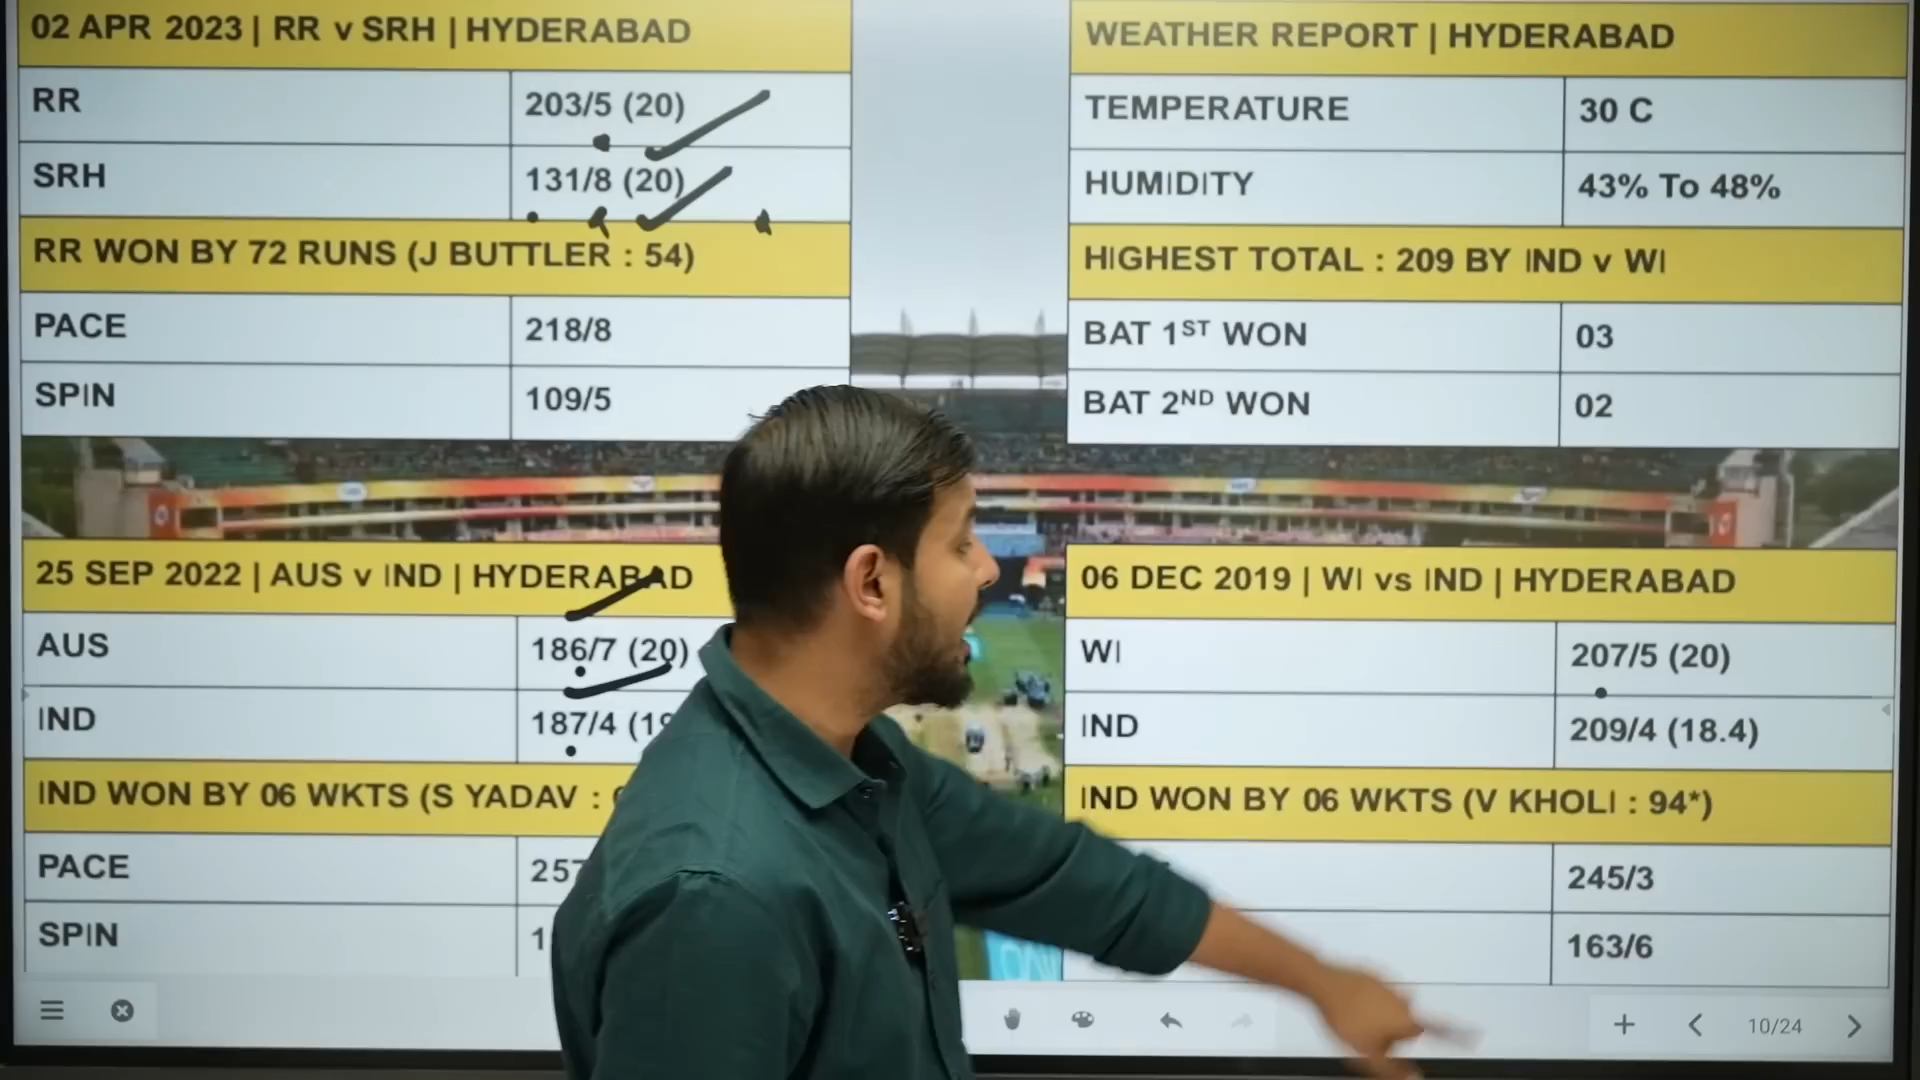 02 APR 2023 | RR v SRH | HYDERABAD
RR 203/5 (20)
SRH 131/8 (20)
RR WON BY 72 RUNS (J BUTTLER : 54)
PACE 218/8
SPIN 109/5
25 SEP 2022 | AUS v IND | HYDERABAD
AUS 186/7 (20)
IND 187/4
IND WON BY 06 WKTS (S YADAV :
PACE
SPIN
WEATHER REPORT | HYDERABAD
TEMPERATURE 30 C
HUMIDITY 43% To 48%
HIGHEST TOTAL : 209 BY IND v WI
BAT 1ST WON 03
BAT 2ND WON 02
06 DEC 2019 | WI vs IND | HYDERABAD
WI 207/5 (20)
IND 209/4 (18.4)
IND WON BY 06 WKTS (V KHOLI : 94*)
245/3
163/6
10/24